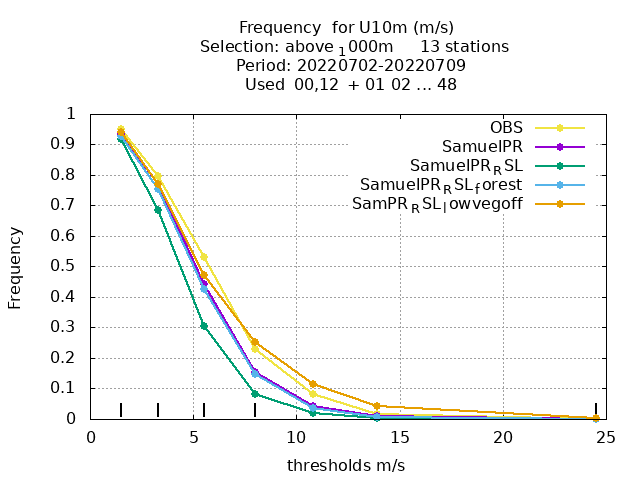 Frequency  for U10m (m/s)
Selection: above 1000m     13 stations
Period: 20220702-20220709
Used  00,12  + 01 02 ... 48
OBS
SamuelPR
SamuelPR_RSL
SamuelPR_RSL_forest
SamPR_RSL_lowvegoff
1
0.9
0.8
0.7
0.6
0.5
0.4
0.3
0.2
0.1
0
Frequency
0 5 10 15 20 25
thresholds m/s